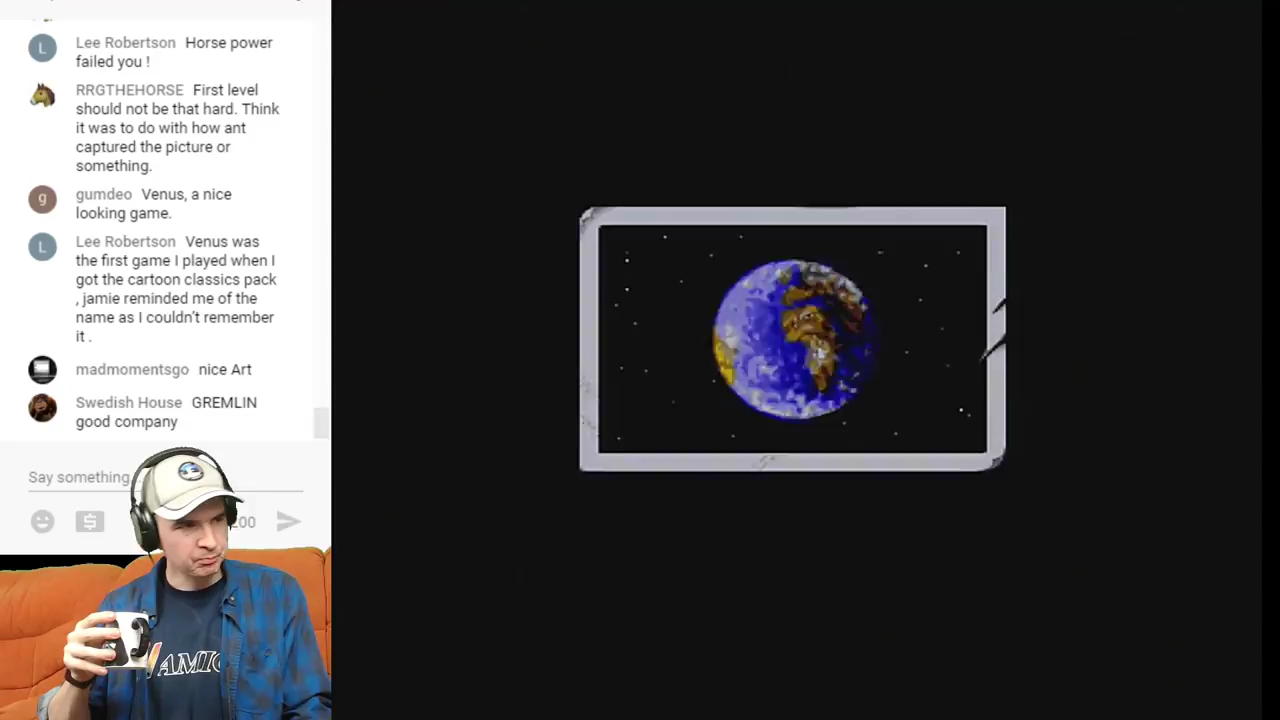 Lee Robertson Horse power
failed you !
RRGTHEHORSE First level
should not be that hard. Think
it was to do with how ant
captured the picture or
something.
gumdeo Venus, a nice
looking game.
Lee Robertson Venus was
the first game I played when I
got the cartoon classics pack
, jamie reminded me of the
name as I couldn't remember
it .
madmomentsgo nice Art
Swedish House GREMLIN
good company
Say something
AMIG